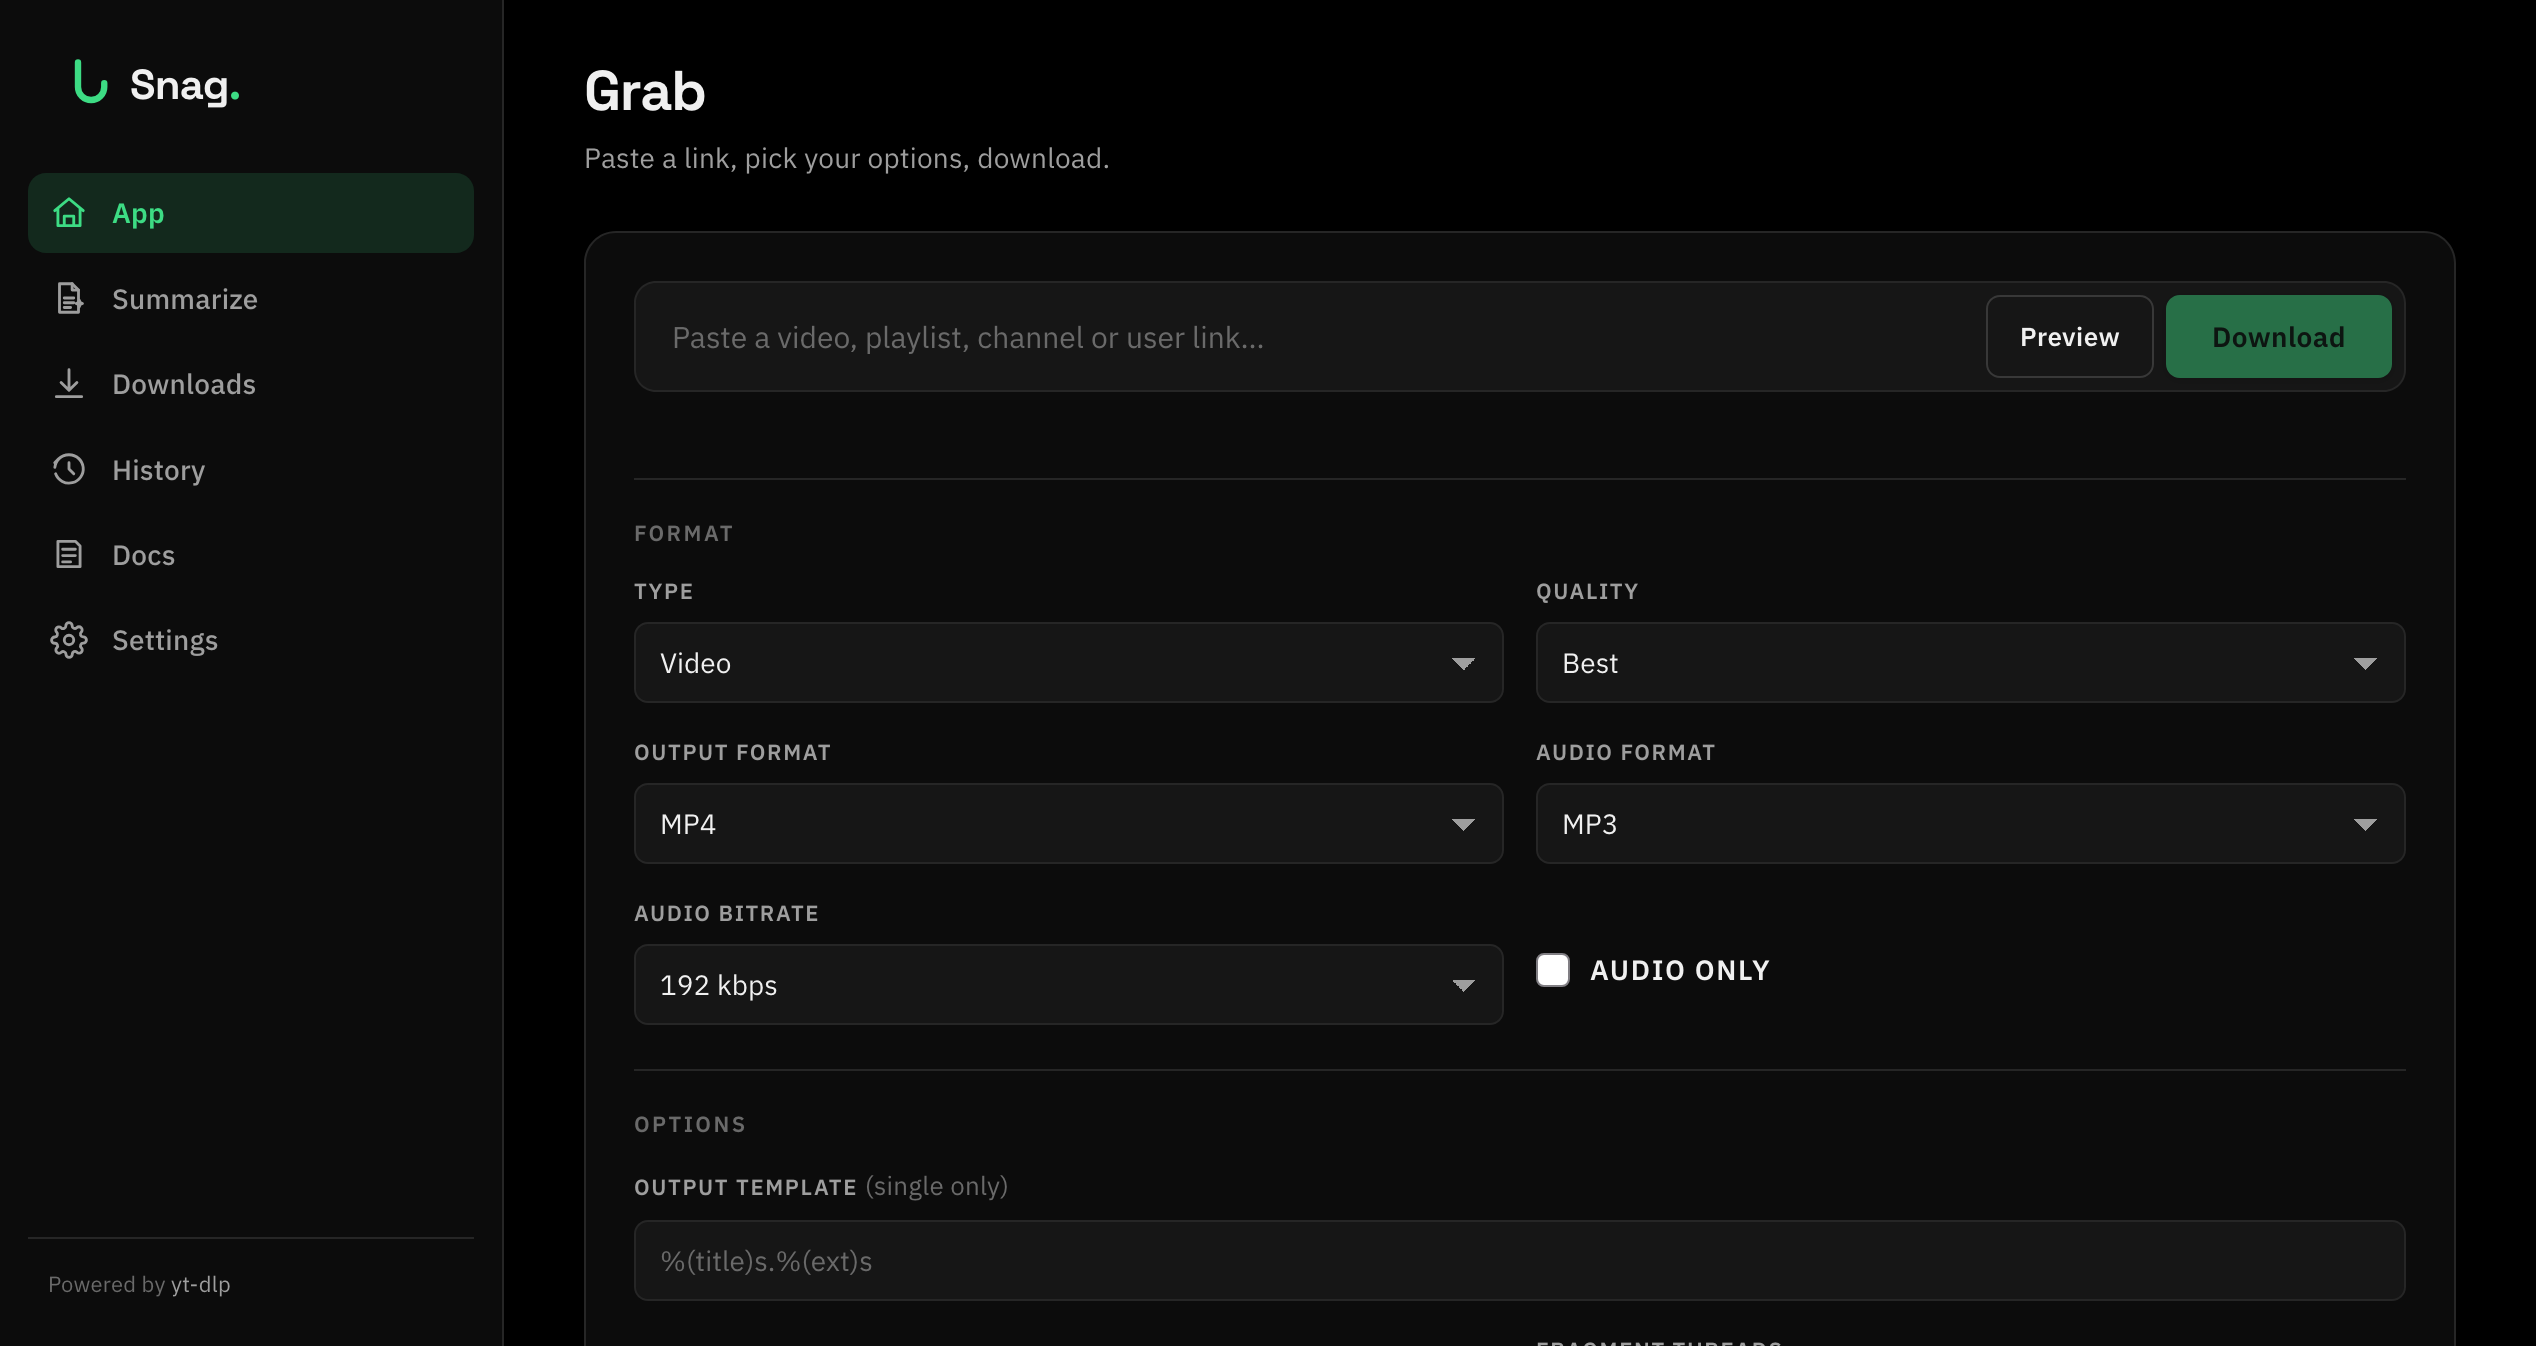 Snag.
App
Summarize
Downloads
History
Docs
Settings
Powered by yt-dlp
Grab
Paste a link, pick your options, download.
Paste a video, playlist, channel or user link...
Preview
Download
FORMAT
TYPE
QUALITY
Video
Best
OUTPUT FORMAT
AUDIO FORMAT
MP4
MP3
AUDIO BITRATE
192 kbps
AUDIO ONLY
OPTIONS
OUTPUT TEMPLATE (single only)
%(title)s.%(ext)s
FRAGMENT THREADS